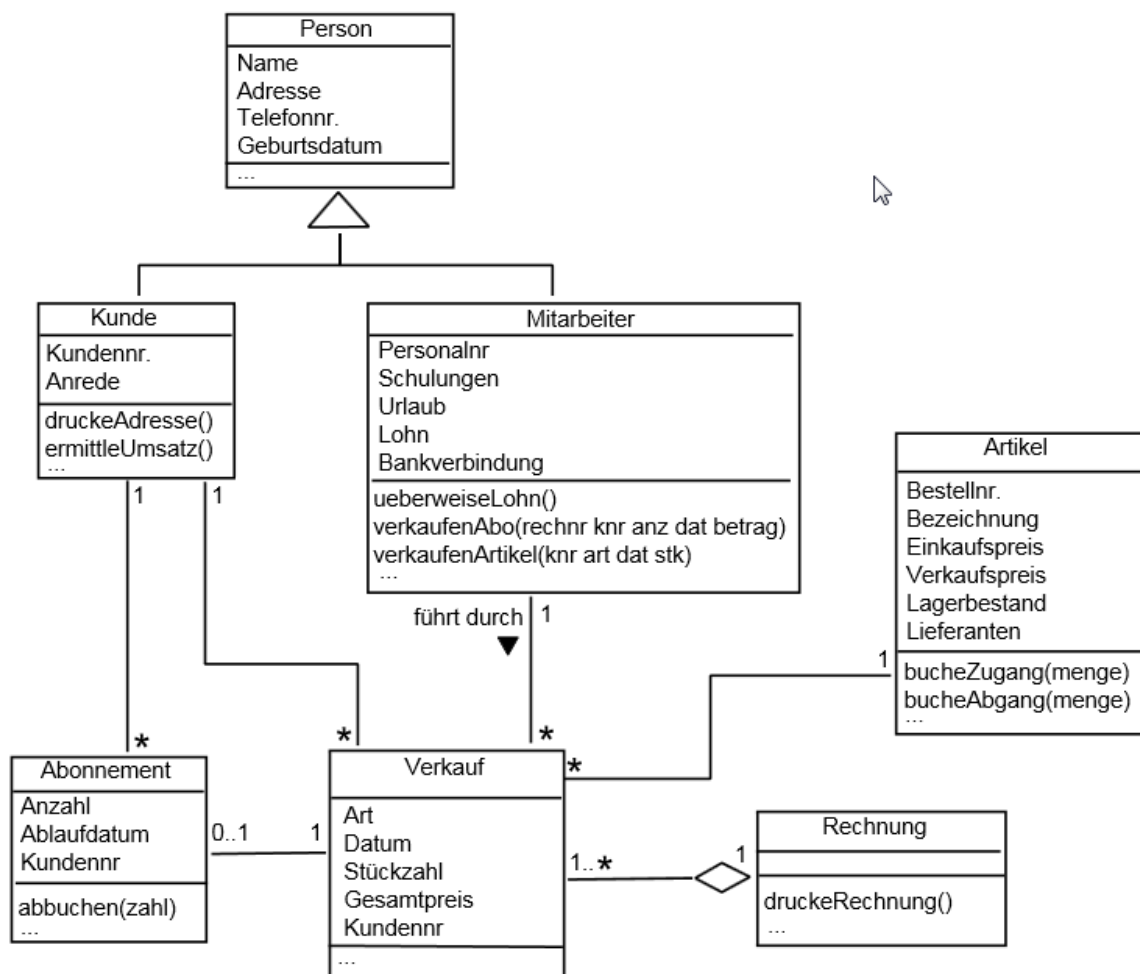 Person
Name
Adresse
Telefonnr.
Geburtsdatum
...
Kunde
Kundennr.
Anrede
druckeAdresse()
ermittleUmsatz()
...
Mitarbeiter
Personalnr
Schulungen
Urlaub
Lohn
Bankverbindung
ueberweiseLohn()
verkaufenAbo(rechnr knr anz dat betrag)
verkaufenArtikel(knr art dat stk)
...
Artikel
Bestellnr.
Bezeichnung
Einkaufspreis
Verkaufspreis
Lagerbestand
Lieferanten
bucheZugang(menge)
bucheAbgang(menge)
...
1
1
führt durch
1
1
*
*
*
*
Abonnement
Anzahl
Ablaufdatum
Kundennr
abbuchen(zahl)
...
0..1
1
Verkauf
Art
Datum
Stückzahl
Gesamtpreis
Kundennr
...
1..*
1
Rechnung
druckeRechnung()
...